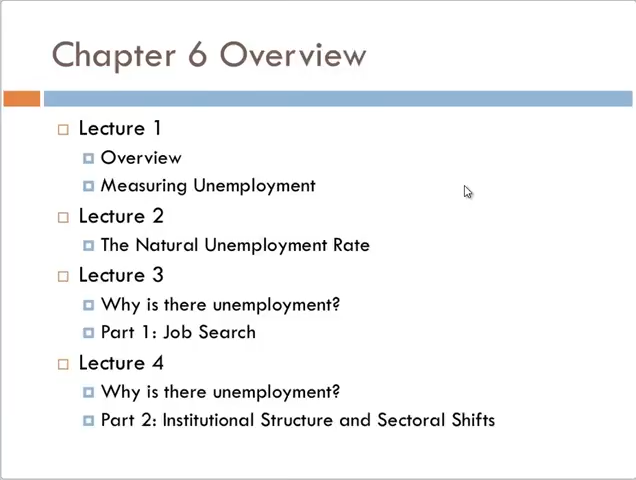 Chapter 6 Overview
Lecture 1
Overview
Measuring Unemployment
Lecture 2
The Natural Unemployment Rate
Lecture 3
Why is there unemployment?
Part 1: Job Search
Lecture 4
Why is there unemployment?
Part 2: Institutional Structure and Sectoral Shifts